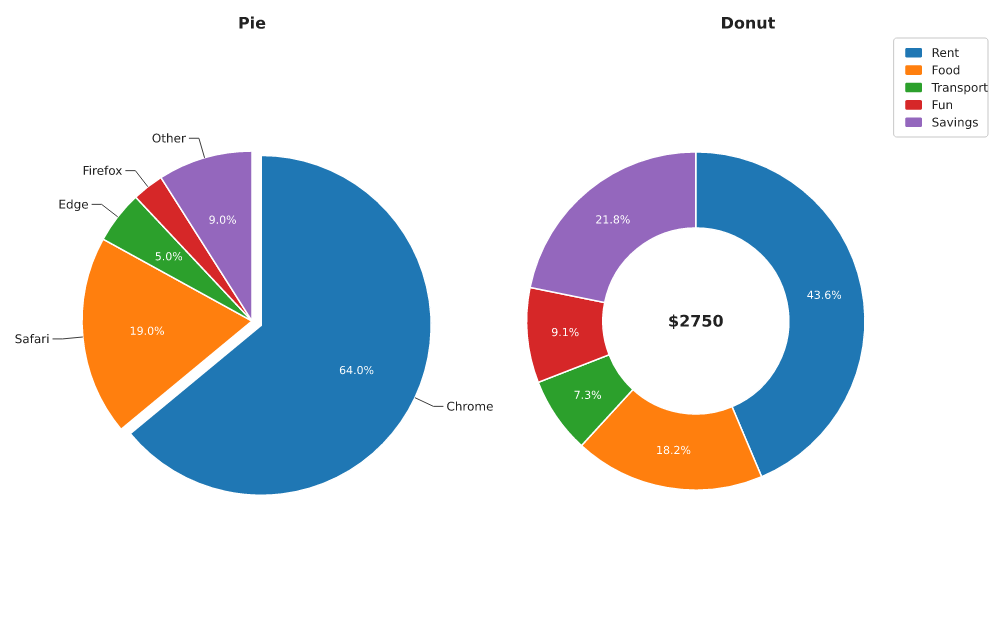 Pie
Donut
Rent
Food
Transport
Fun
Savings
Other
Firefox
Edge
Safari
Chrome
9.0%
5.0%
19.0%
64.0%
21.8%
43.6%
9.1%
$2750
7.3%
18.2%